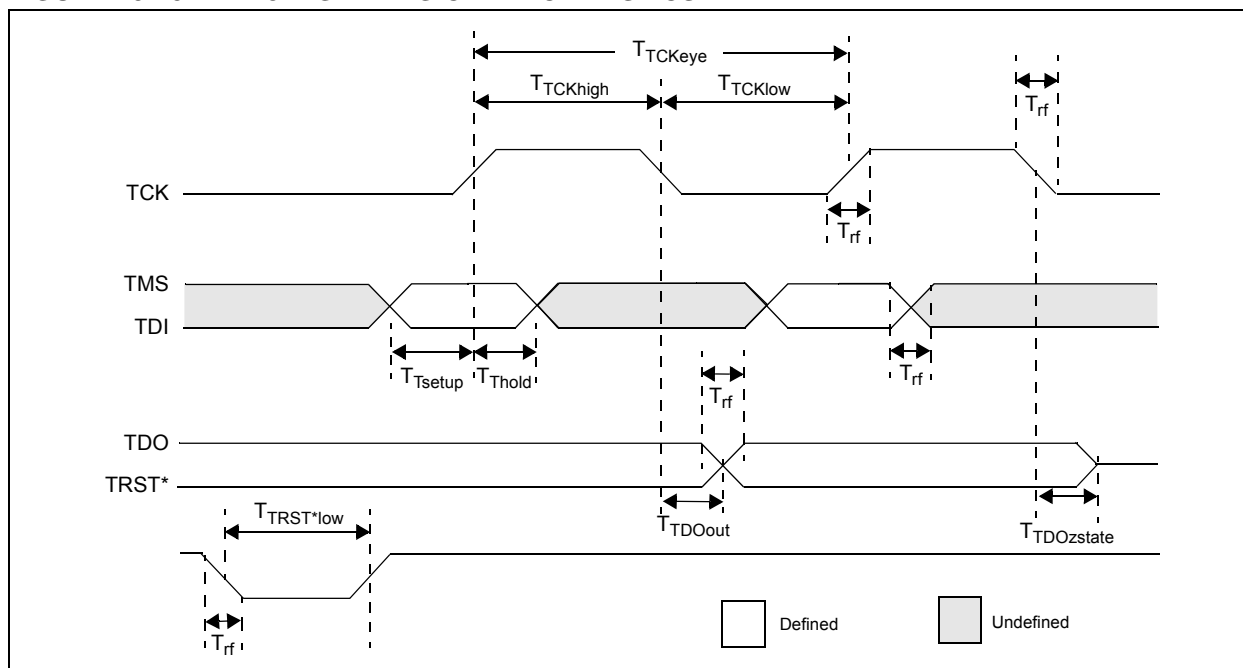 TTCKeye
TTCKhigh
TTCKlow
Trf
TCK
Trf
TMS
TDI
TTsetup
TThold
Trf
Trf
TDO
TRST*
TTRST*low
TTDOout
TTDOzstate
Trf
Defined
Undefined